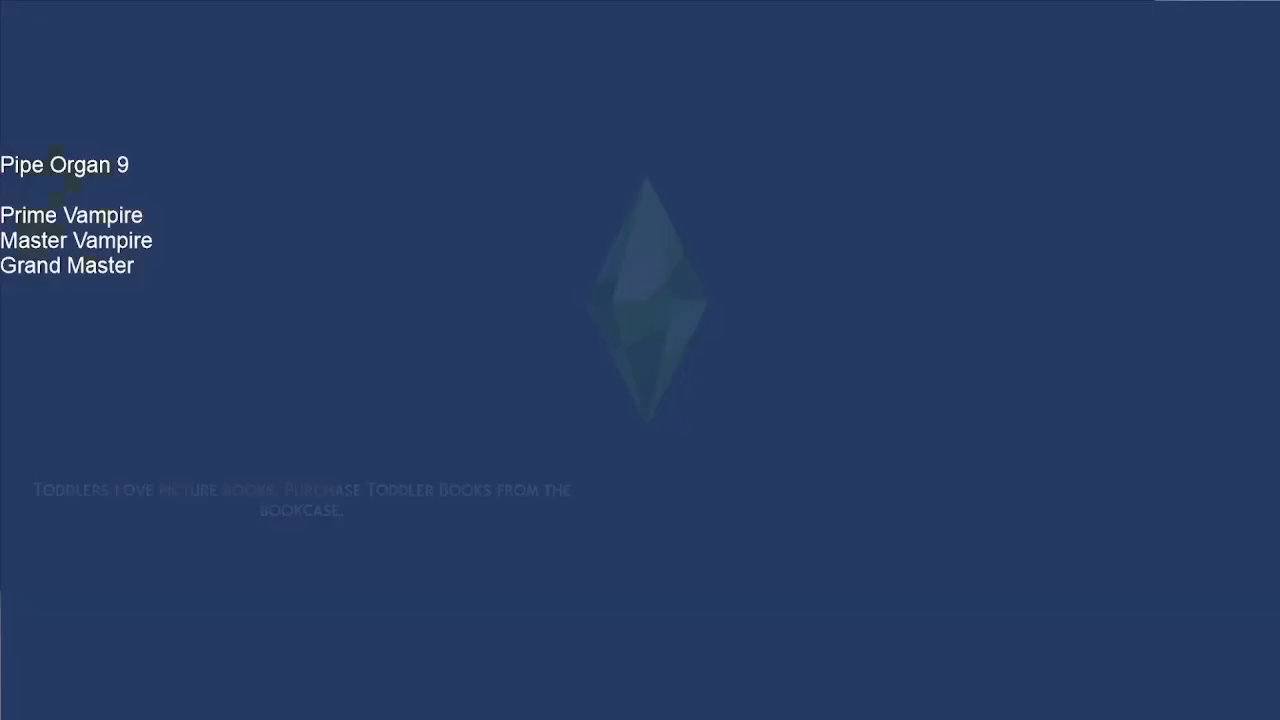 Pipe Organ 9
Prime Vampire
Master Vampire
Grand Master
TODDLERS LOVE PICTURE BOOKS. PURCHASE TODDLER BOOKS FROM THE
BOOKCASE.